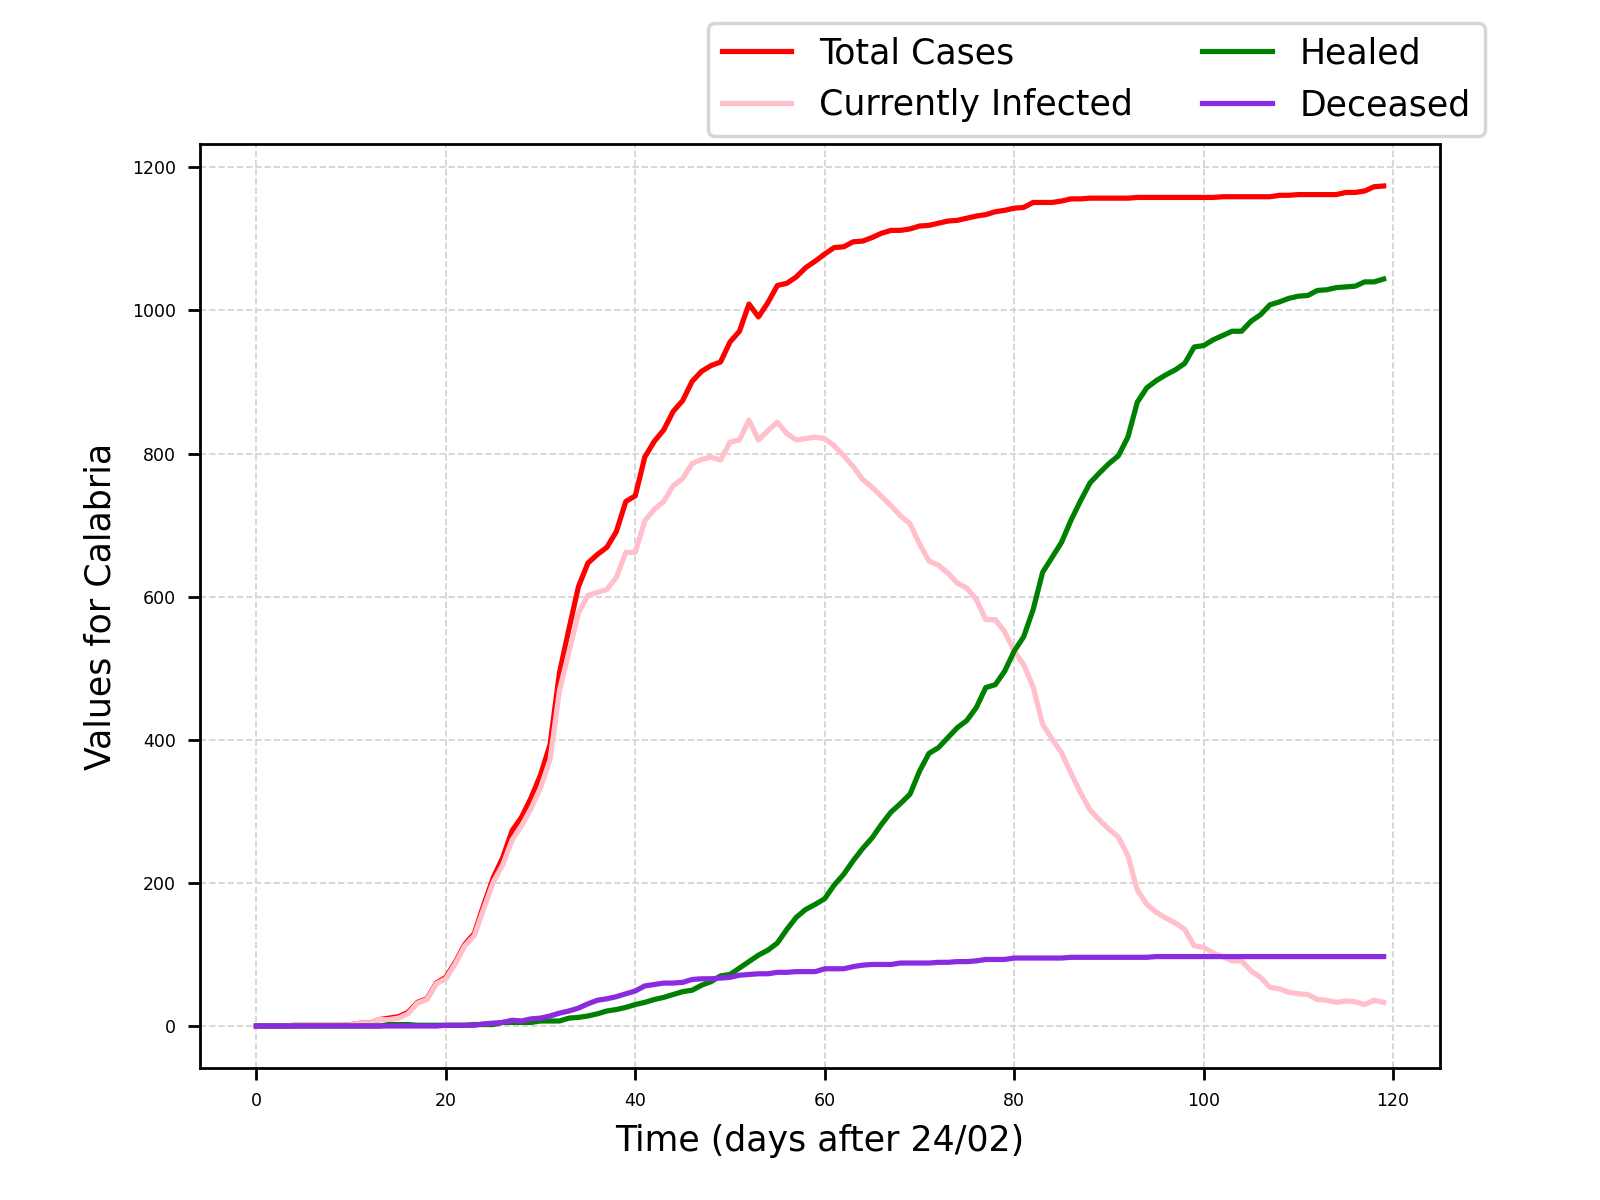 Total Cases
Currently Infected
Healed
Deceased
1200
1000
800
600
400
200
0
Values for Calabria
0 20 40 60 80 100 120
Time (days after 24/02)